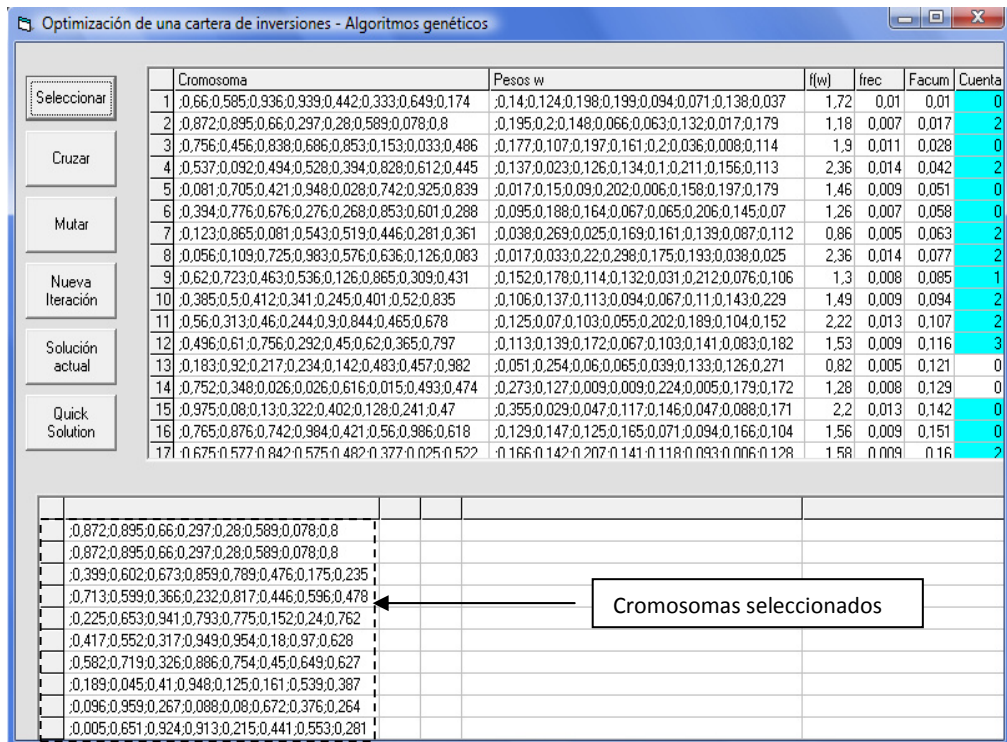 Optimización de una cartera de inversiones - Algoritmos genéticos
Seleccionar
Cruzar
Mutar
Nueva
Iteración
Solución
actual
Quick
Solution
Cromosoma Pesos w f(w) frec Facum Cuenta
1 ;0,66;0,585;0,936;0,939;0,442;0,333;0,649;0,174 ;0,14;0,124;0,198;0,199;0,094;0,071;0,138;0,037 1,72 0,01 0,01 0
2 ;0,872;0,895;0,66;0,297;0,28;0,589;0,078;0,8 ;0,195;0,2;0,148;0,066;0,063;0,132;0,017;0,179 1,18 0,007 0,017 2
3 ;0,756;0,456;0,838;0,686;0,853;0,153;0,033;0,486 ;0,177;0,107;0,197;0,161;0,2;0,036;0,008;0,114 1,9 0,011 0,028 0
4 ;0,537;0,092;0,494;0,528;0,394;0,828;0,612;0,445 ;0,137;0,023;0,126;0,134;0,1;0,211;0,156;0,113 2,36 0,014 0,042 2
5 ;0,081;0,705;0,421;0,948;0,028;0,742;0,925;0,839 ;0,017;0,15;0,09;0,202;0,006;0,158;0,197;0,179 1,46 0,009 0,051 0
6 ;0,394;0,776;0,676;0,276;0,268;0,853;0,601;0,288 ;0,095;0,188;0,164;0,067;0,065;0,206;0,145;0,07 1,26 0,007 0,058 0
7 ;0,123;0,865;0,081;0,543;0,519;0,446;0,281;0,361 ;0,038;0,269;0,025;0,169;0,161;0,139;0,087;0,112 0,86 0,005 0,063 2
8 ;0,056;0,109;0,725;0,983;0,576;0,636;0,126;0,083 ;0,017;0,033;0,22;0,298;0,175;0,193;0,038;0,025 2,36 0,014 0,077 2
9 ;0,62;0,723;0,463;0,536;0,126;0,865;0,309;0,431 ;0,152;0,178;0,114;0,132;0,031;0,212;0,076;0,106 1,3 0,008 0,085 1
10 ;0,385;0,5;0,412;0,341;0,245;0,401;0,52;0,835 ;0,106;0,137;0,113;0,094;0,067;0,11;0,143;0,229 1,49 0,009 0,094 2
11 ;0,56;0,313;0,46;0,244;0,9;0,844;0,465;0,678 ;0,125;0,07;0,103;0,055;0,202;0,189;0,104;0,152 2,22 0,013 0,107 2
12 ;0,496;0,61;0,756;0,292;0,45;0,62;0,365;0,797 ;0,113;0,139;0,172;0,067;0,103;0,141;0,083;0,182 1,53 0,009 0,116 3
13 ;0,183;0,92;0,217;0,234;0,142;0,483;0,457;0,982 ;0,051;0,254;0,06;0,065;0,039;0,133;0,126;0,271 0,82 0,005 0,121 0
14 ;0,752;0,348;0,026;0,026;0,616;0,015;0,493;0,474 ;0,273;0,127;0,009;0,009;0,224;0,005;0,179;0,172 1,28 0,008 0,129 0
15 ;0,975;0,08;0,13;0,322;0,402;0,128;0,241;0,47 ;0,355;0,029;0,047;0,117;0,146;0,047;0,088;0,171 2,2 0,013 0,142 0
16 ;0,765;0,876;0,742;0,984;0,421;0,56;0,986;0,618 ;0,129;0,147;0,125;0,165;0,071;0,094;0,166;0,104 1,56 0,009 0,151 0
17 ;0,675;0,577;0,842;0,575;0,482;0,377;0,025;0,522 ;0,166;0,142;0,207;0,141;0,118;0,093;0,006;0,128 1,58 0,009 0,16 2
;0,872;0,895;0,66;0,297;0,28;0,589;0,078;0,8
;0,872;0,895;0,66;0,297;0,28;0,589;0,078;0,8
;0,399;0,602;0,673;0,859;0,789;0,476;0,175;0,235
;0,713;0,599;0,366;0,232;0,817;0,446;0,596;0,478
;0,225;0,653;0,941;0,793;0,775;0,152;0,24;0,762
;0,417;0,552;0,317;0,949;0,954;0,18;0,97;0,628
;0,582;0,719;0,326;0,886;0,754;0,45;0,649;0,627
;0,189;0,045;0,41;0,948;0,125;0,161;0,539;0,387
;0,096;0,959;0,267;0,088;0,08;0,672;0,376;0,264
;0,005;0,651;0,924;0,913;0,215;0,441;0,553;0,281
Cromosomas seleccionados